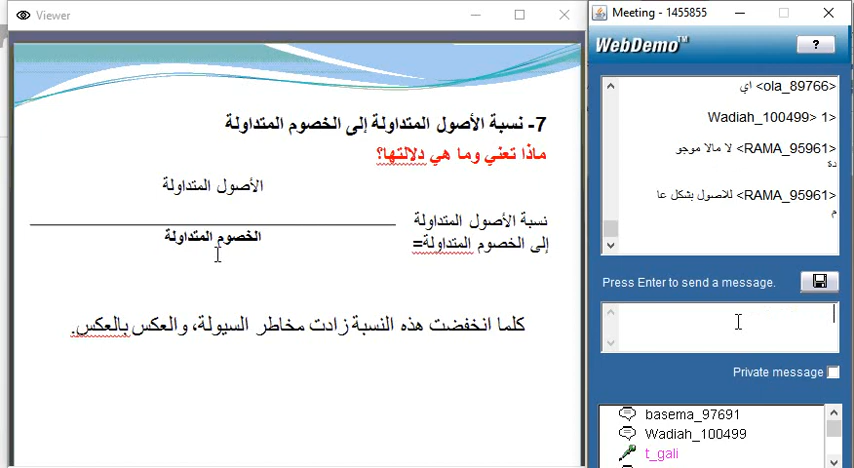 Viewer
7- نسبة الأصول المتداولة إلى الخصوم المتداولة
ماذا تعني وما هي دلالتها؟
الأصول المتداولة
نسبة الأصول المتداولة
إلى الخصوم المتداولة=
الخصوم المتداولة
كلما انخفضت هذه النسبة زادت مخاطر السيولة، والعكس بالعكس.
Meeting - 1455855
WebDemo™
?
<ola_89766> اي
Wadiah_100499> 1>
<RAMA_95961> لا مالا موجو
دة
<RAMA_95961> للاصول بشكل عا
م
Press Enter to send a message.
Private message
basema_97691
Wadiah_100499
t_gali